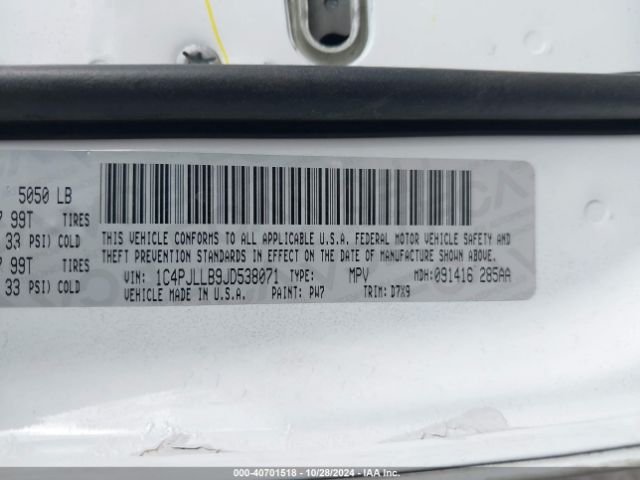 5050 LB
99T TIRES
33 PSI) COLD
99T TIRES
33 PSI) COLD
THIS VEHICLE CONFORMS TO ALL APPLICABLE U.S.A. FEDERAL MOTOR VEHICLE SAFETY AND
THEFT PREVENTION STANDARDS IN EFFECT ON THE DATE OF MANUFACTURE SHOWN ABOVE.
VIN: 1C4PJLLB9JD538071 TYPE: MPV MDH:091416 285AA
VEHICLE MADE IN U.S.A. PAINT: PW7 TRIM: D7X9
000-40701518 - 10/28/2024 - IAA Inc.